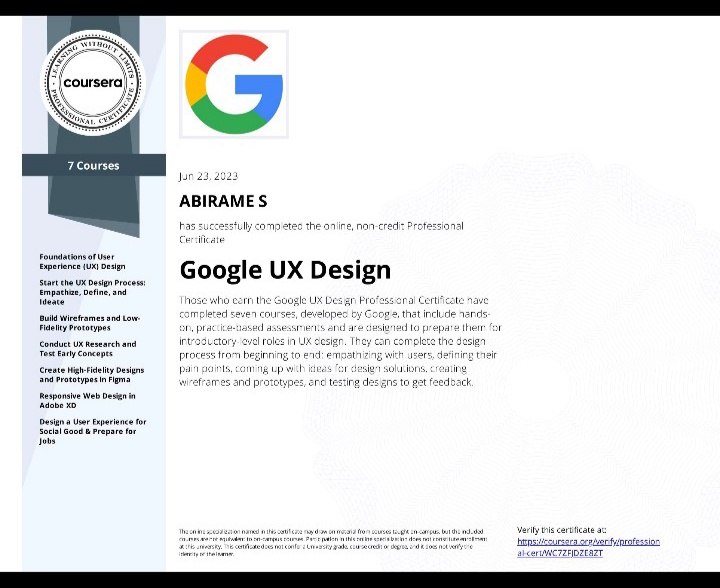 LEARNING WITHOUT LIMITS
coursera
PROFESSIONAL CERTIFICATE
7 Courses
Foundations of User
Experience (UX) Design
Start the UX Design Process:
Empathize, Define, and
Ideate
Build Wireframes and Low-
Fidelity Prototypes
Conduct UX Research and
Test Early Concepts
Create High-Fidelity Designs
and Prototypes in Figma
Responsive Web Design in
Adobe XD
Design a User Experience for
Social Good & Prepare for
Jobs
Jun 23, 2023
ABIRAME S
has successfully completed the online, non-credit Professional
Certificate
Google UX Design
Those who earn the Google UX Design Professional Certificate have
completed seven courses, developed by Google, that include hands-
on, practice-based assessments and are designed to prepare them for
introductory-level roles in UX design. They can complete the design
process from beginning to end: empathizing with users, defining their
pain points, coming up with ideas for design solutions, creating
wireframes and prototypes, and testing designs to get feedback.
The online specialization named in this certificate may draw on material from courses taught on-campus, but the included
courses are not equivalent to on-campus courses. Participation in this online specialization does not constitute enrollment
at this university. This certificate does not confer a University grade, course credit or degree, and it does not verify the
identity of the learner.
Verify this certificate at:
https://coursera.org/verify/profession
al-cert/WC7ZFJDZE8ZT